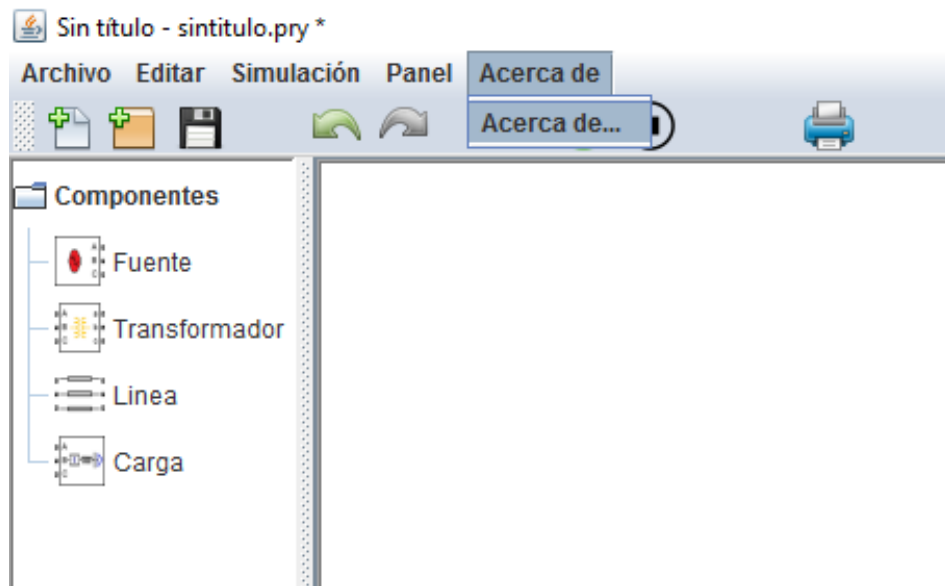 Sin título - sintitulo.pry *
Archivo Editar Simulación Panel Acerca de
Acerca de...
Componentes
Fuente
Transformador
Linea
Carga